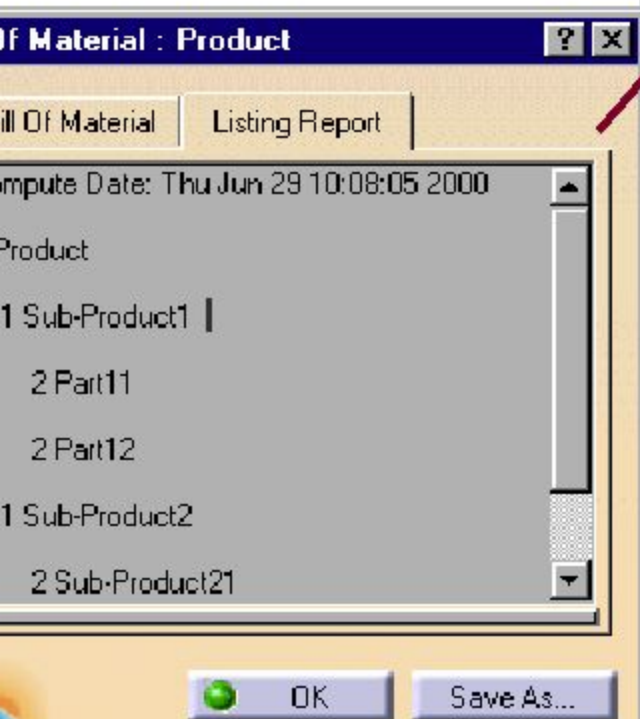 Of Material : Product
ill Of Material Listing Report
ompute Date: Thu Jun 29 10:08:05 2000
Product
1 Sub-Product1
2 Part11
2 Part12
1 Sub-Product2
2 Sub-Product21
OK Save As...